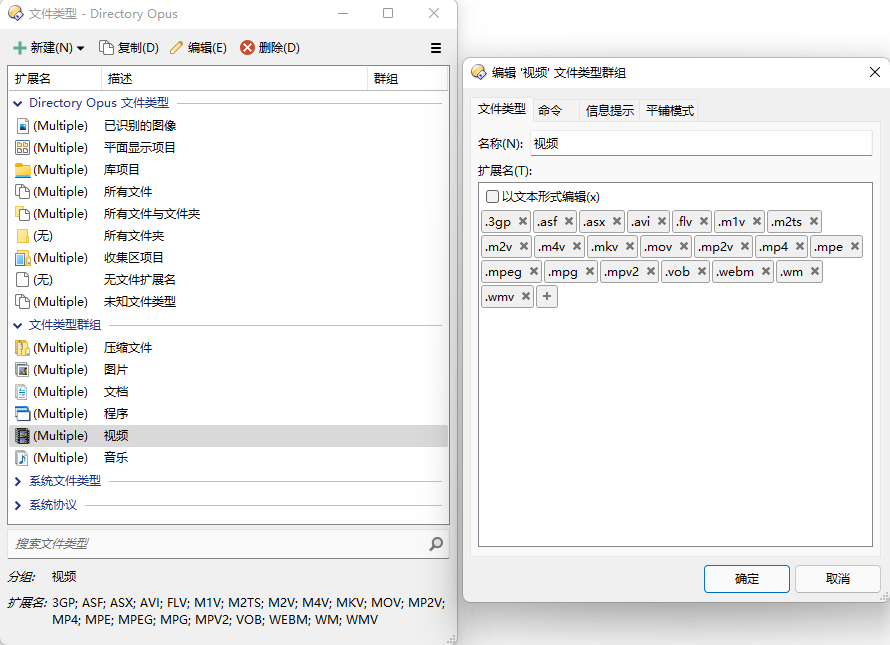 文件类型 - Directory Opus
新建(N)
复制(D)
编辑(E)
删除(D)
扩展名 描述 群组
Directory Opus 文件类型
(Multiple) 已识别的图像
(Multiple) 平面显示项目
(Multiple) 库项目
(Multiple) 所有文件
(Multiple) 所有文件与文件夹
(无) 所有文件夹
(Multiple) 收集区项目
(无) 无文件扩展名
(Multiple) 未知文件类型
文件类型群组
(Multiple) 压缩文件
(Multiple) 图片
(Multiple) 文档
(Multiple) 程序
(Multiple) 视频
(Multiple) 音乐
系统文件类型
系统协议
搜索文件类型
分组: 视频
扩展名: 3GP; ASF; ASX; AVI; FLV; M1V; M2TS; M2V; M4V; MKV; MOV; MP2V;
MP4; MPE; MPEG; MPG; MPV2; VOB; WEBM; WM; WMV
编辑 '视频' 文件类型群组
文件类型 命令 信息提示 平铺模式
名称(N): 视频
扩展名(T):
以文本形式编辑(x)
.3gp .asf .asx .avi .flv .m1v .m2ts
.m2v .m4v .mkv .mov .mp2v .mp4 .mpe
.mpeg .mpg .mpv2 .vob .webm .wm
.wmv
确定 取消